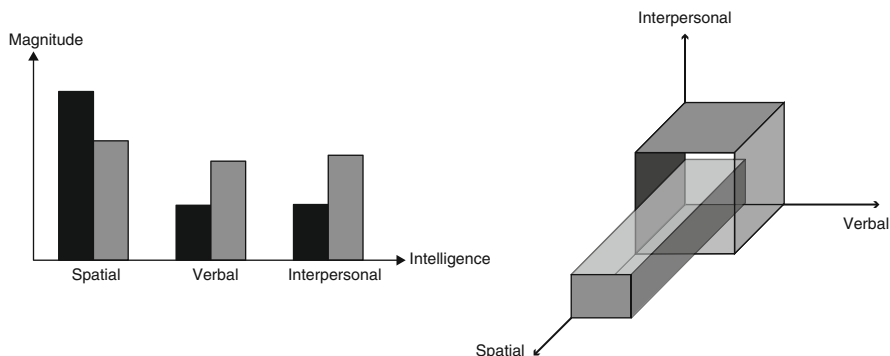 Magnitude
Spatial
Verbal
Interpersonal
Intelligence
Interpersonal
Verbal
Spatial